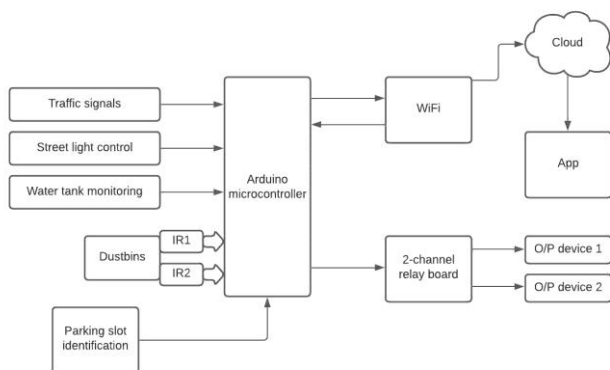 Cloud
Traffic signals
WiFi
Street light control
App
Arduino
microcontroller
Water tank monitoring
IR1
Dustbins
IR2
2-channel
relay board
O/P device 1
O/P device 2
Parking slot
identification